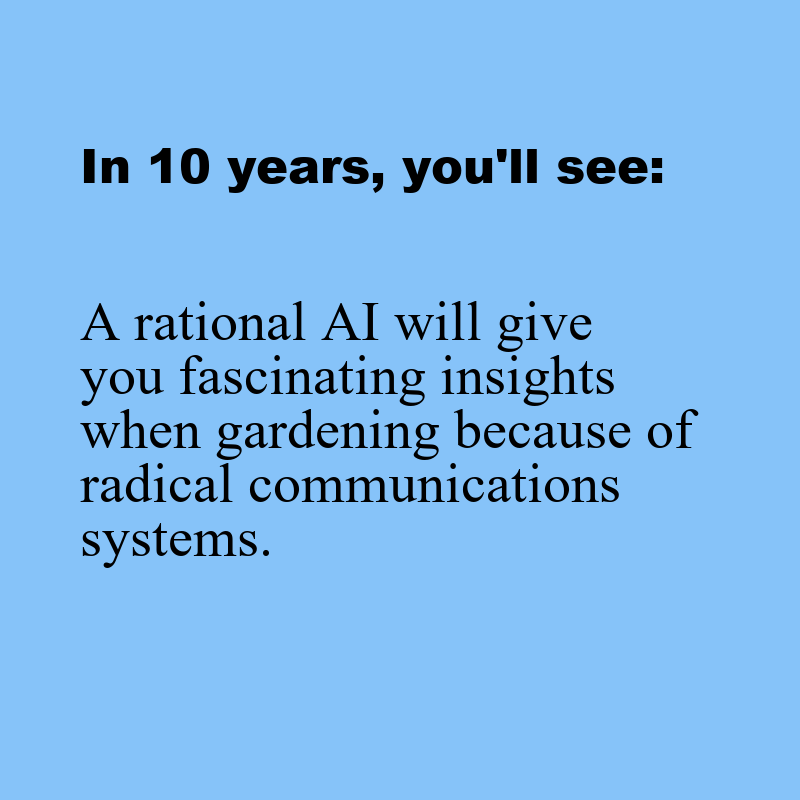 In 10 years, you'll see:
A rational AI will give
you fascinating insights
when gardening because of
radical communications
systems.